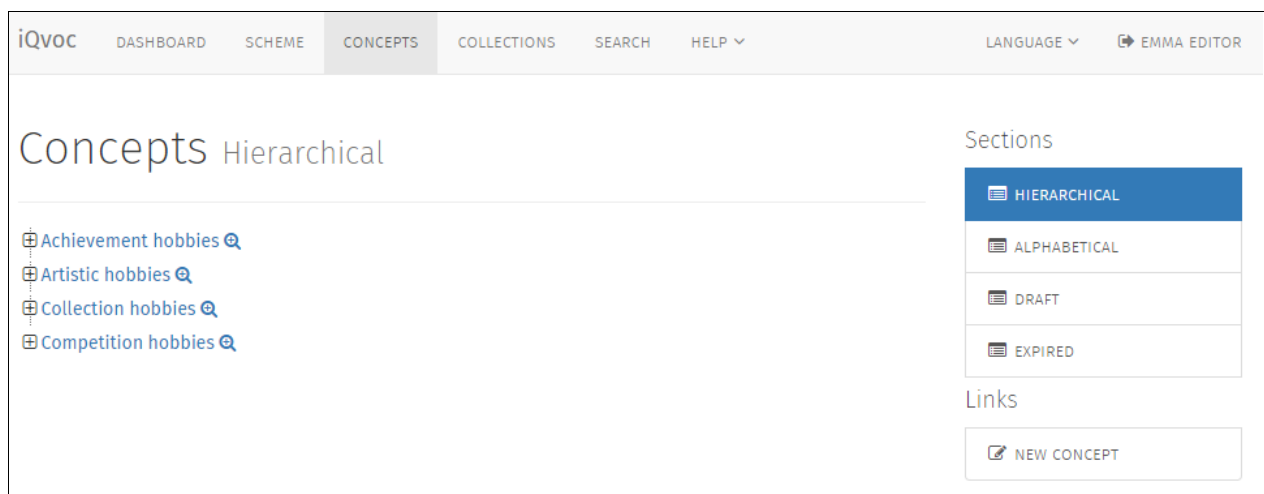 iQvoc DASHBOARD SCHEME CONCEPTS COLLECTIONS SEARCH HELP LANGUAGE EMMA EDITOR
Concepts Hierarchical
Achievement hobbies
Artistic hobbies
Collection hobbies
Competition hobbies
Sections
HIERARCHICAL
ALPHABETICAL
DRAFT
EXPIRED
Links
NEW CONCEPT